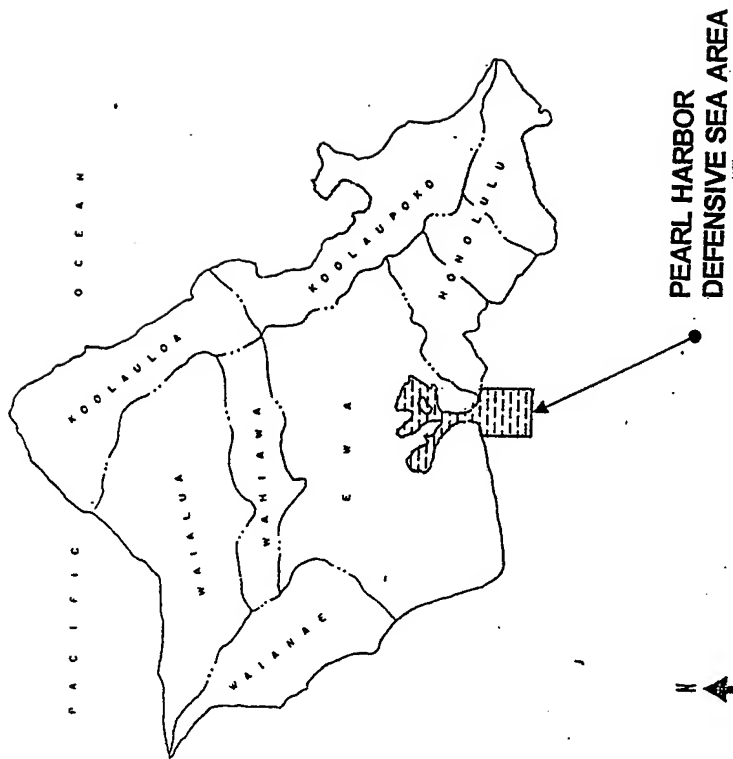 PACIFIC
OCEAN
KOOLAULOA
WAIALUA
WAHIAWA
KOOLAUPOKO
EWA
WAIANAE
HONOLULU
PEARL HARBOR
DEFENSIVE SEA AREA
N